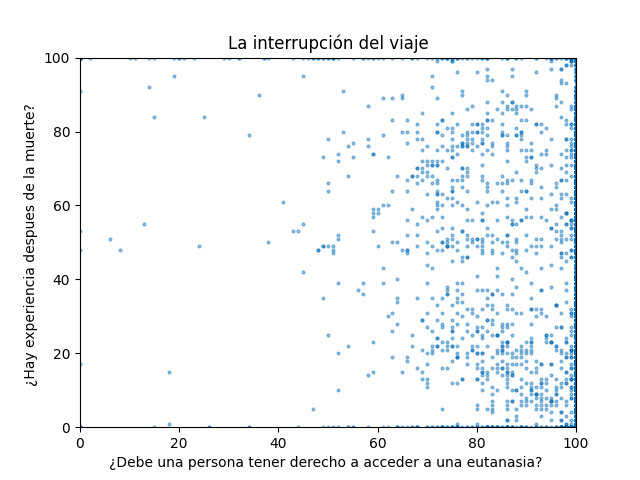 La interrupción del viaje
¿Hay experiencia despues de la muerte?
100
80
60
40
20
0
0 20 40 60 80 100
¿Debe una persona tener derecho a acceder a una eutanasia?